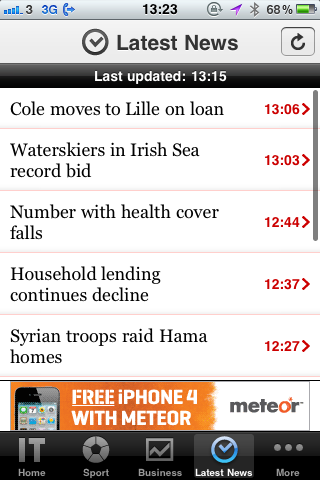 3 3G 13:23 68%
Latest News
Last updated: 13:15
Cole moves to Lille on loan 13:06
Waterskiers in Irish Sea
record bid 13:03
Number with health cover
falls 12:44
Household lending
continues decline 12:37
Syrian troops raid Hama
homes 12:27
FREE iPHONE 4
WITH METEOR
meteor
IT
Home Sport Business Latest News More